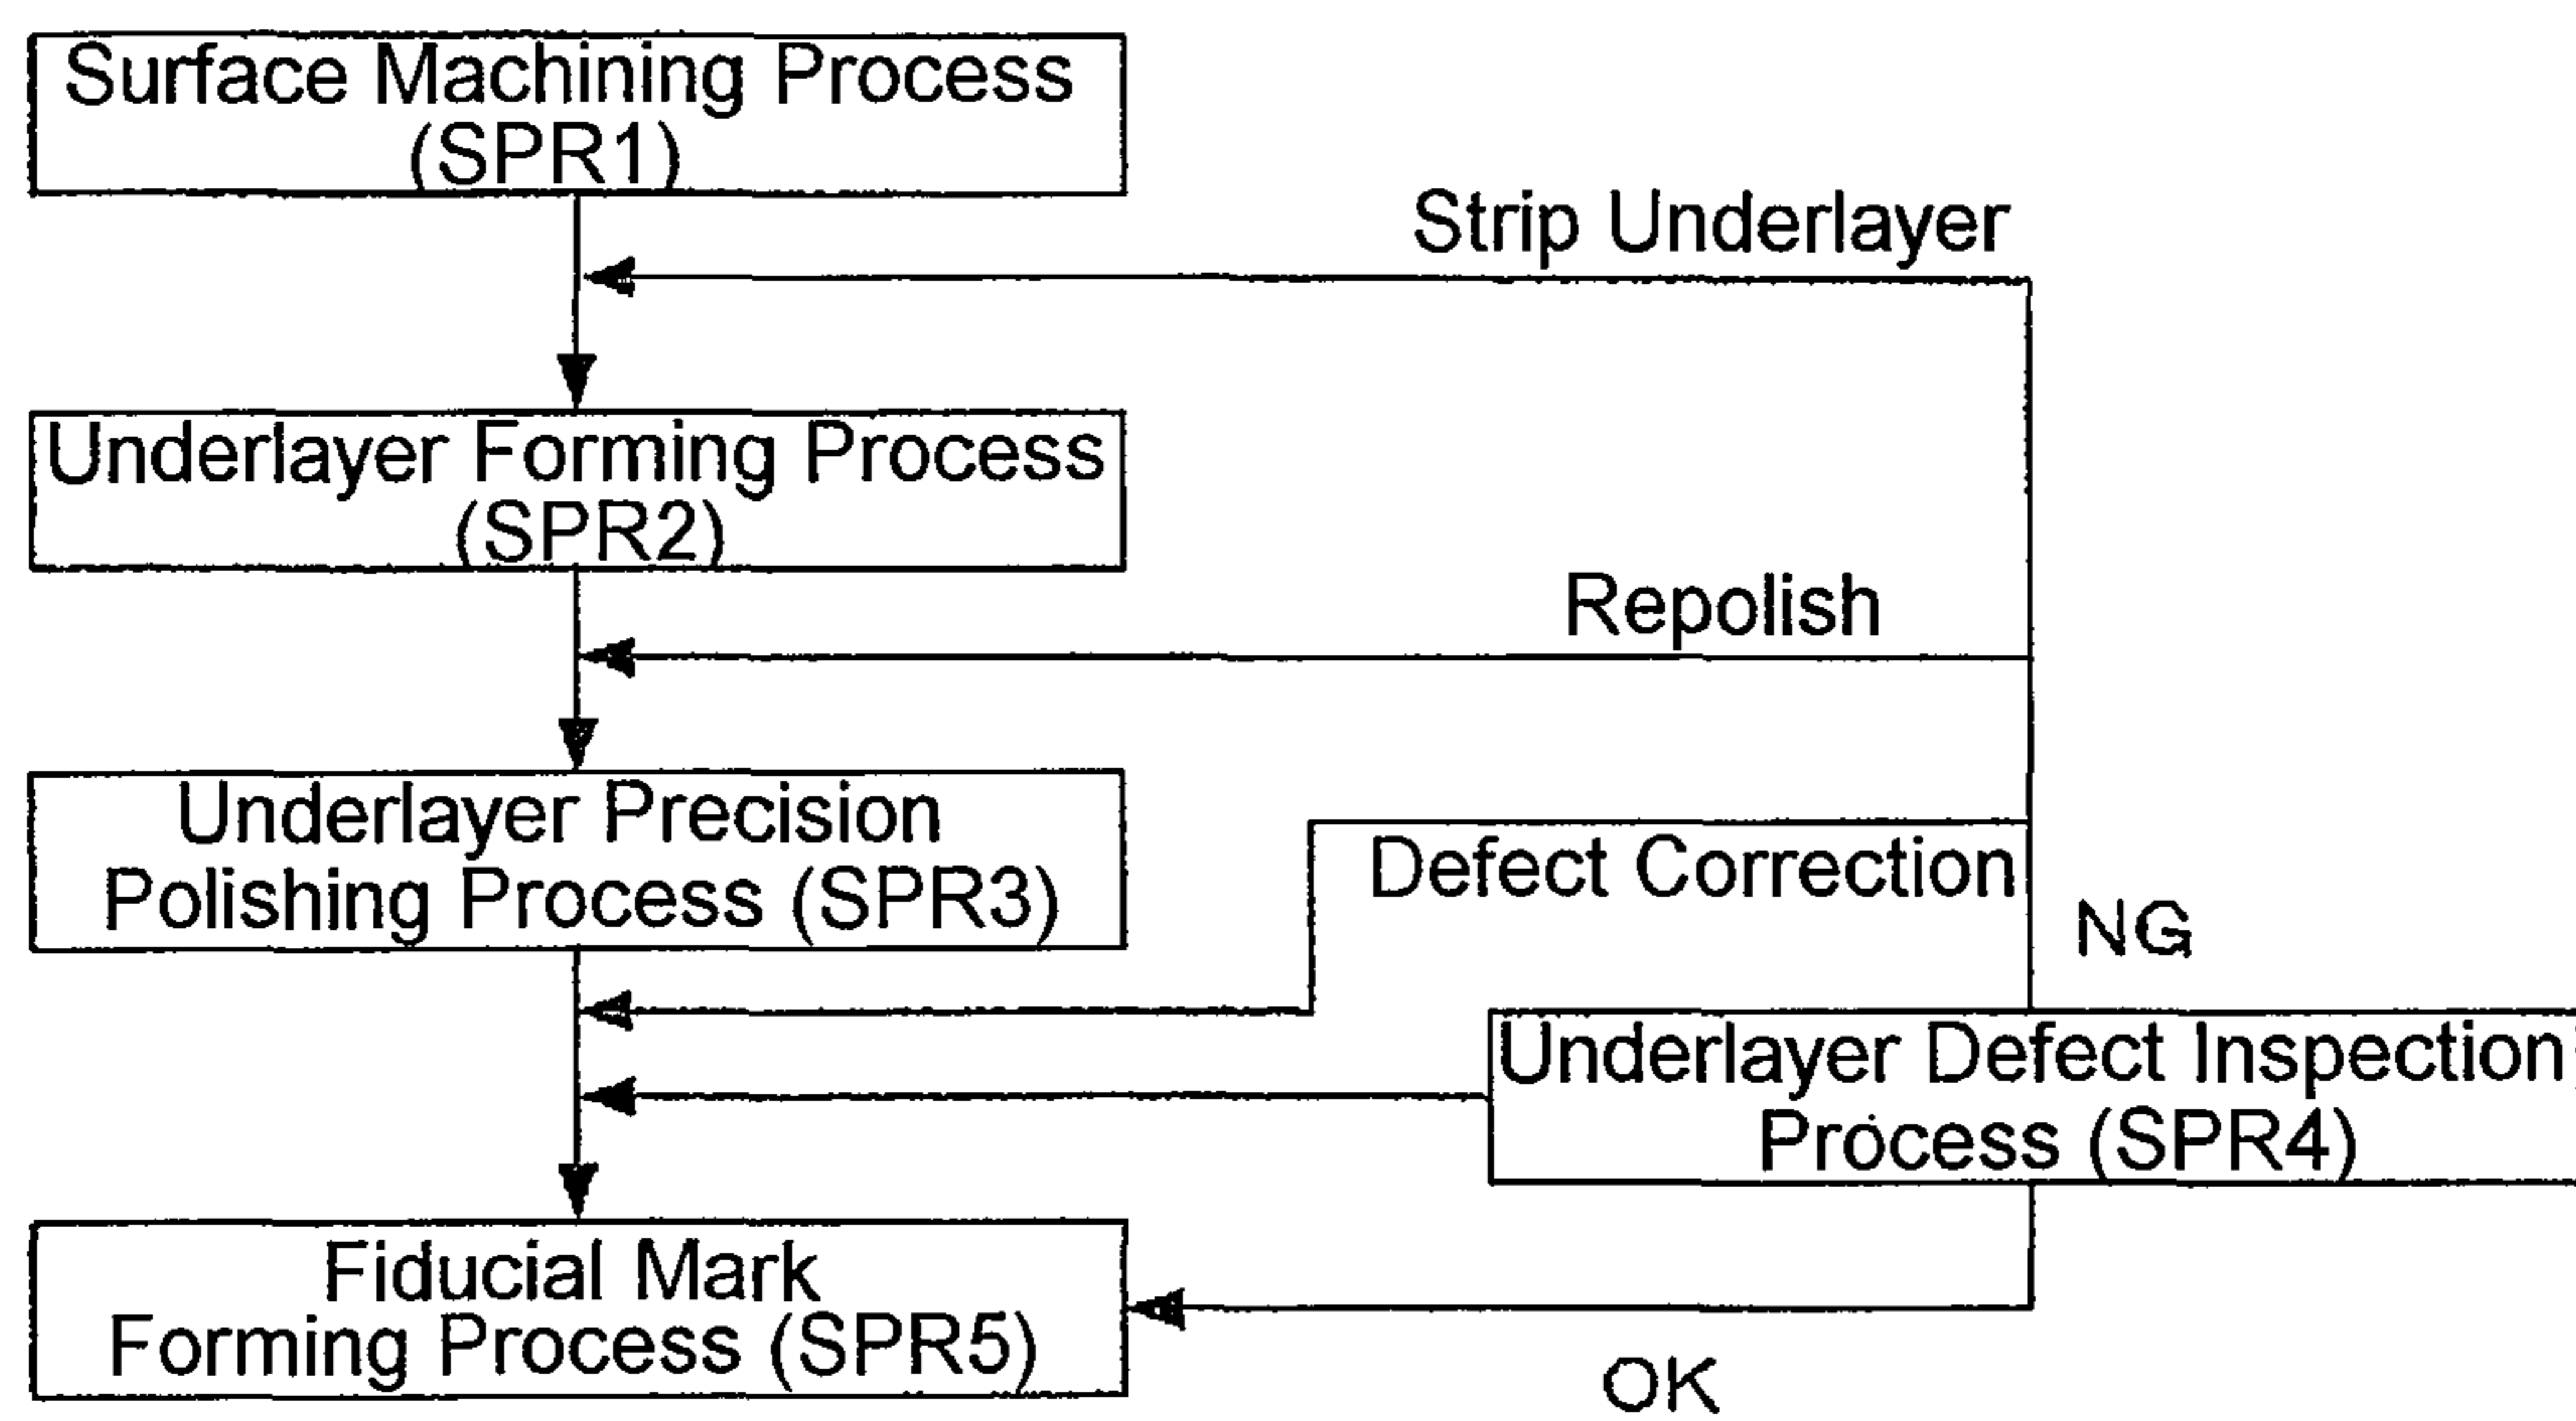 Surface Machining Process
(SPR1)
Strip Underlayer
Underlayer Forming Process
(SPR2)
Repolish
Underlayer Precision
Polishing Process (SPR3)
Defect Correction
NG
Underlayer Defect Inspection
Process (SPR4)
Fiducial Mark
Forming Process (SPR5)
OK